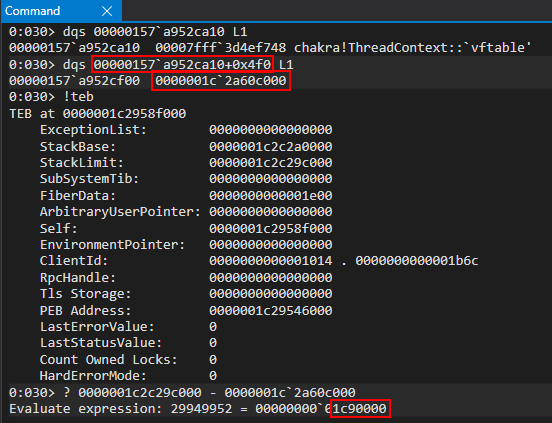 Command X
0:030> dqs 00000157`a952ca10 L1
00000157`a952ca10  00007fff`3d4ef748 chakra!ThreadContext::`vftable'
0:030> dqs 00000157`a952ca10+0x4f0 L1
00000157`a952cf00  0000001c`2a60c000
0:030> !teb
TEB at 0000001c2958f000
    ExceptionList:        0000000000000000
    StackBase:            0000001c2c2a0000
    StackLimit:           0000001c2c29c000
    SubSystemTib:         0000000000000000
    FiberData:            0000000000001e00
    ArbitraryUserPointer: 0000000000000000
    Self:                 0000001c2958f000
    EnvironmentPointer:   0000000000000000
    ClientId:             0000000000001014 . 0000000000001b6c
    RpcHandle:            0000000000000000
    Tls Storage:          0000000000000000
    PEB Address:          0000001c29546000
    LastErrorValue:       0
    LastStatusValue:      0
    Count Owned Locks:    0
    HardErrorMode:        0
0:030> ? 0000001c2c29c000 - 0000001c`2a60c000
Evaluate expression: 29949952 = 00000000`01c90000